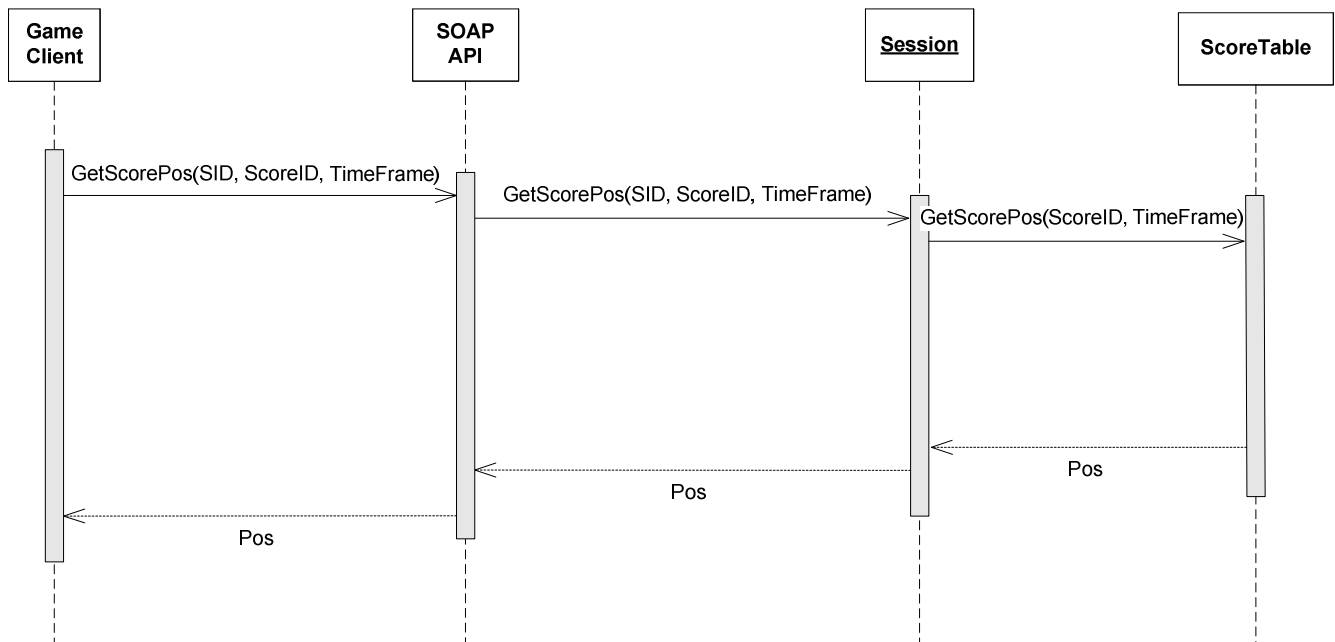 Game
Client
SOAP
API
Session
ScoreTable
GetScorePos(SID, ScoreID, TimeFrame)
GetScorePos(SID, ScoreID, TimeFrame)
GetScorePos(ScoreID, TimeFrame)
Pos
Pos
Pos